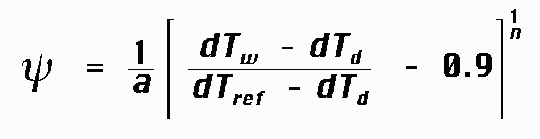 ψ = 1/a [ (dT_w - dT_d) / (dT_ref - dT_d) - 0.9 ]^(1/n)